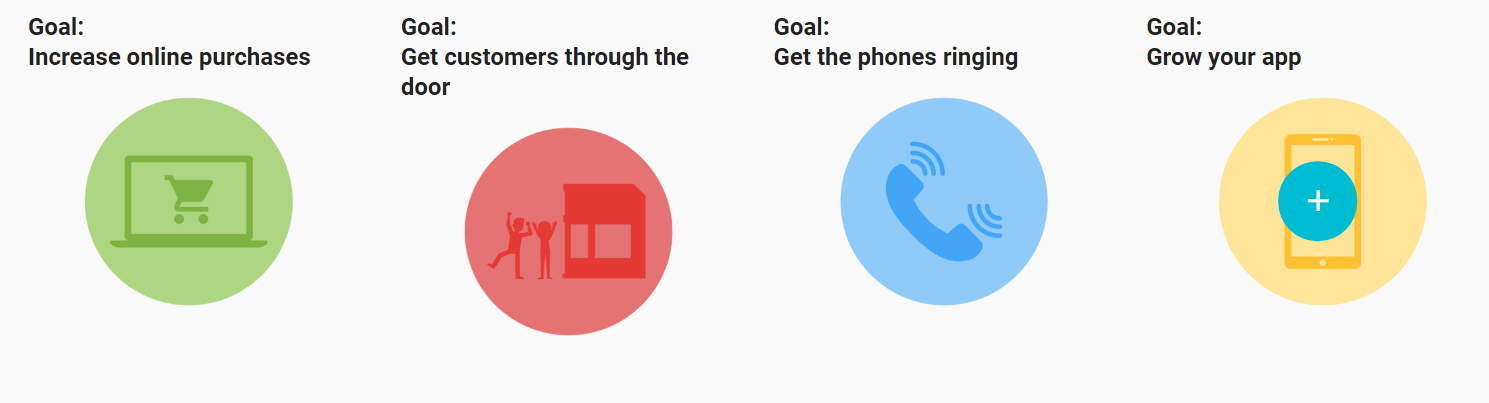 Goal:
Increase online purchases
Goal:
Get customers through the
door
Goal:
Get the phones ringing
Goal:
Grow your app
+